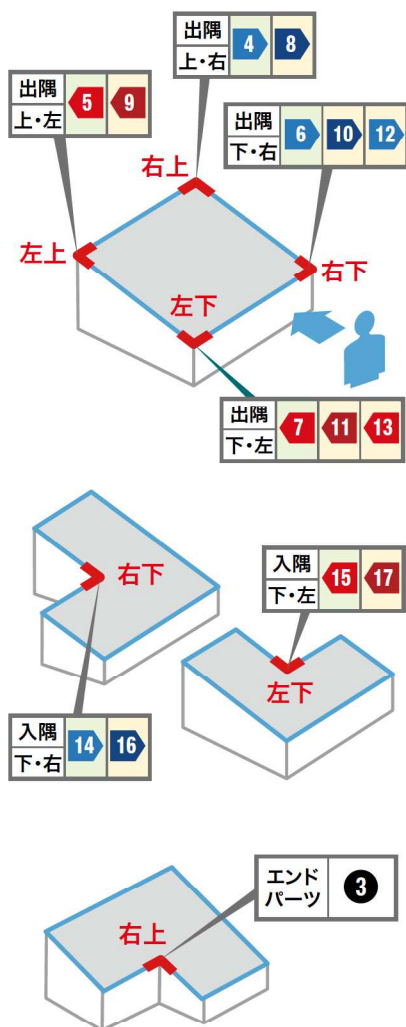 出隅 4 8
上・右
出隅 5 9
上・左
出隅 6 10 12
下・右
右上
左上
右下
左下
出隅 7 11 13
下・左
右下
入隅 15 17
下・左
左下
入隅 14 16
下・右
エンド 3
パーツ
右上